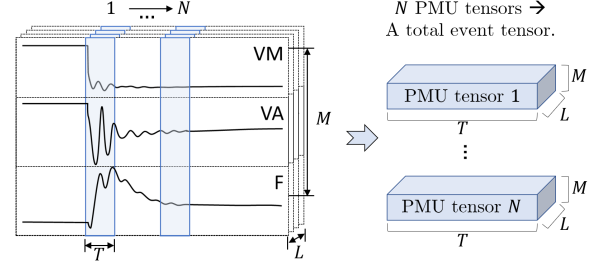 1 → N
...
VM
VA
F
M
T
L
N PMU tensors →
A total event tensor.
PMU tensor 1
M
L
T
...
PMU tensor N
M
L
T